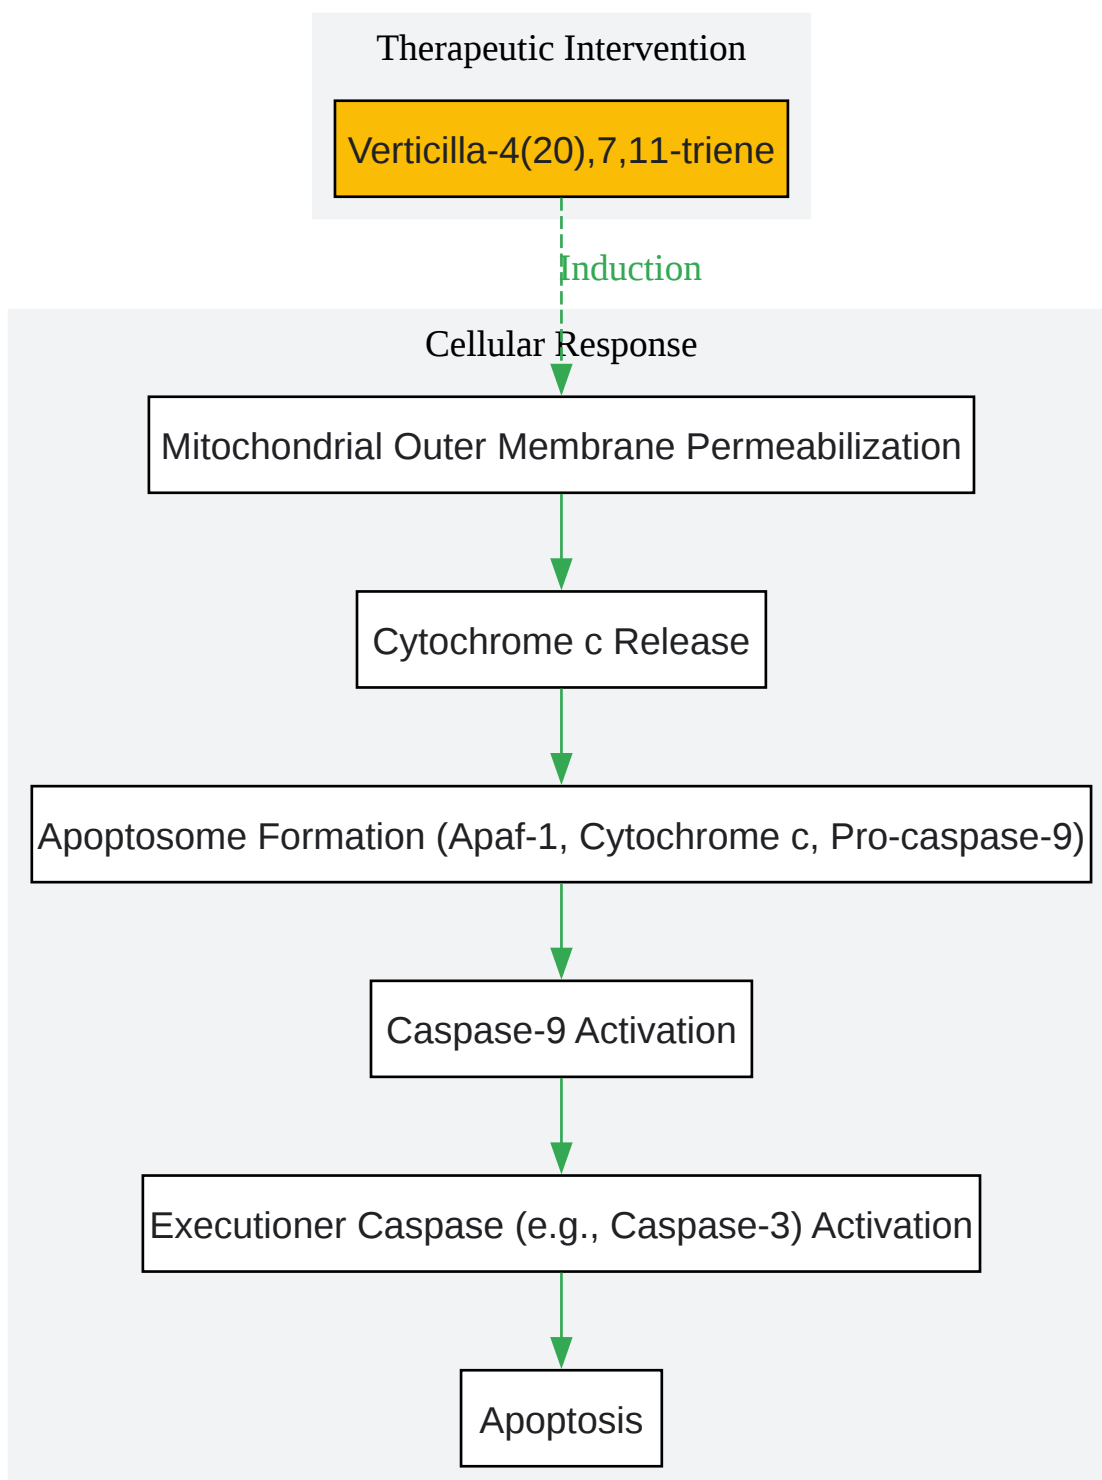 Therapeutic Intervention
Verticilla-4(20),7,11-triene
Induction
Cellular Response
Mitochondrial Outer Membrane Permeabilization
Cytochrome c Release
Apoptosome Formation (Apaf-1, Cytochrome c, Pro-caspase-9)
Caspase-9 Activation
Executioner Caspase (e.g., Caspase-3) Activation
Apoptosis